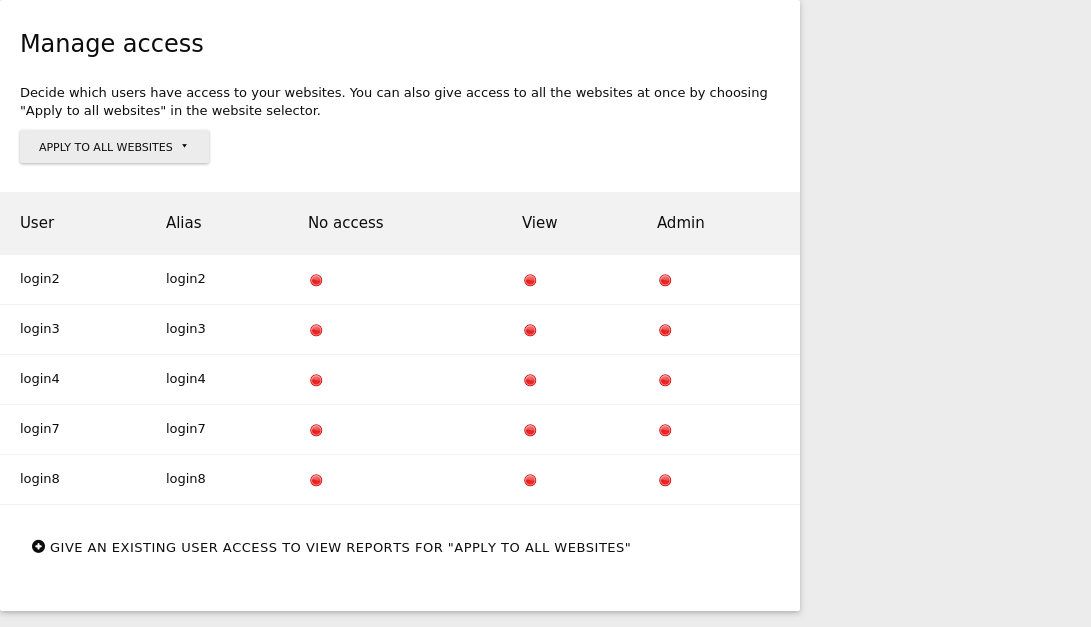 Manage access
Decide which users have access to your websites. You can also give access to all the websites at once by choosing
"Apply to all websites" in the website selector.
APPLY TO ALL WEBSITES
User Alias No access View Admin
login2 login2
login3 login3
login4 login4
login7 login7
login8 login8
GIVE AN EXISTING USER ACCESS TO VIEW REPORTS FOR "APPLY TO ALL WEBSITES"